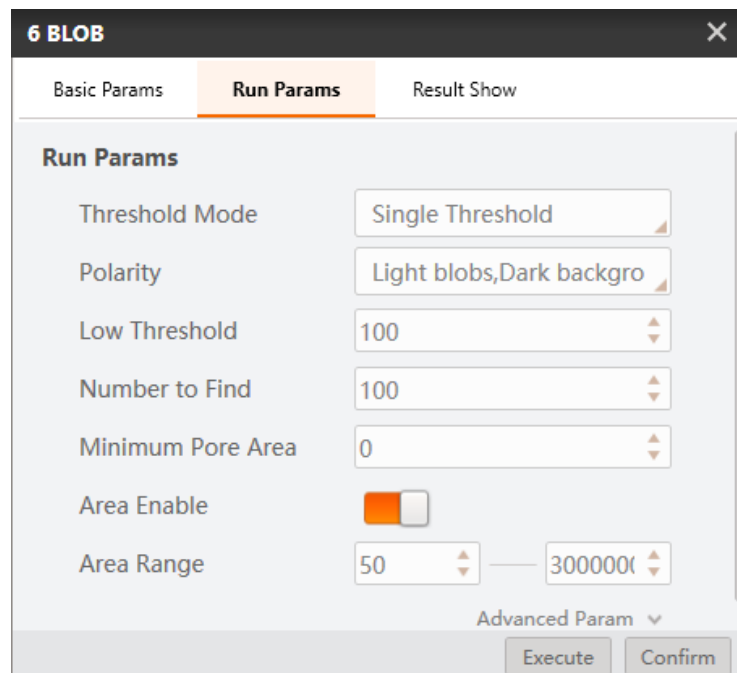 6 BLOB
Basic Params Run Params Result Show
Run Params
Threshold Mode Single Threshold
Polarity Light blobs,Dark backgro
Low Threshold 100
Number to Find 100
Minimum Pore Area 0
Area Enable
Area Range 50 3000000
Advanced Param
Execute Confirm